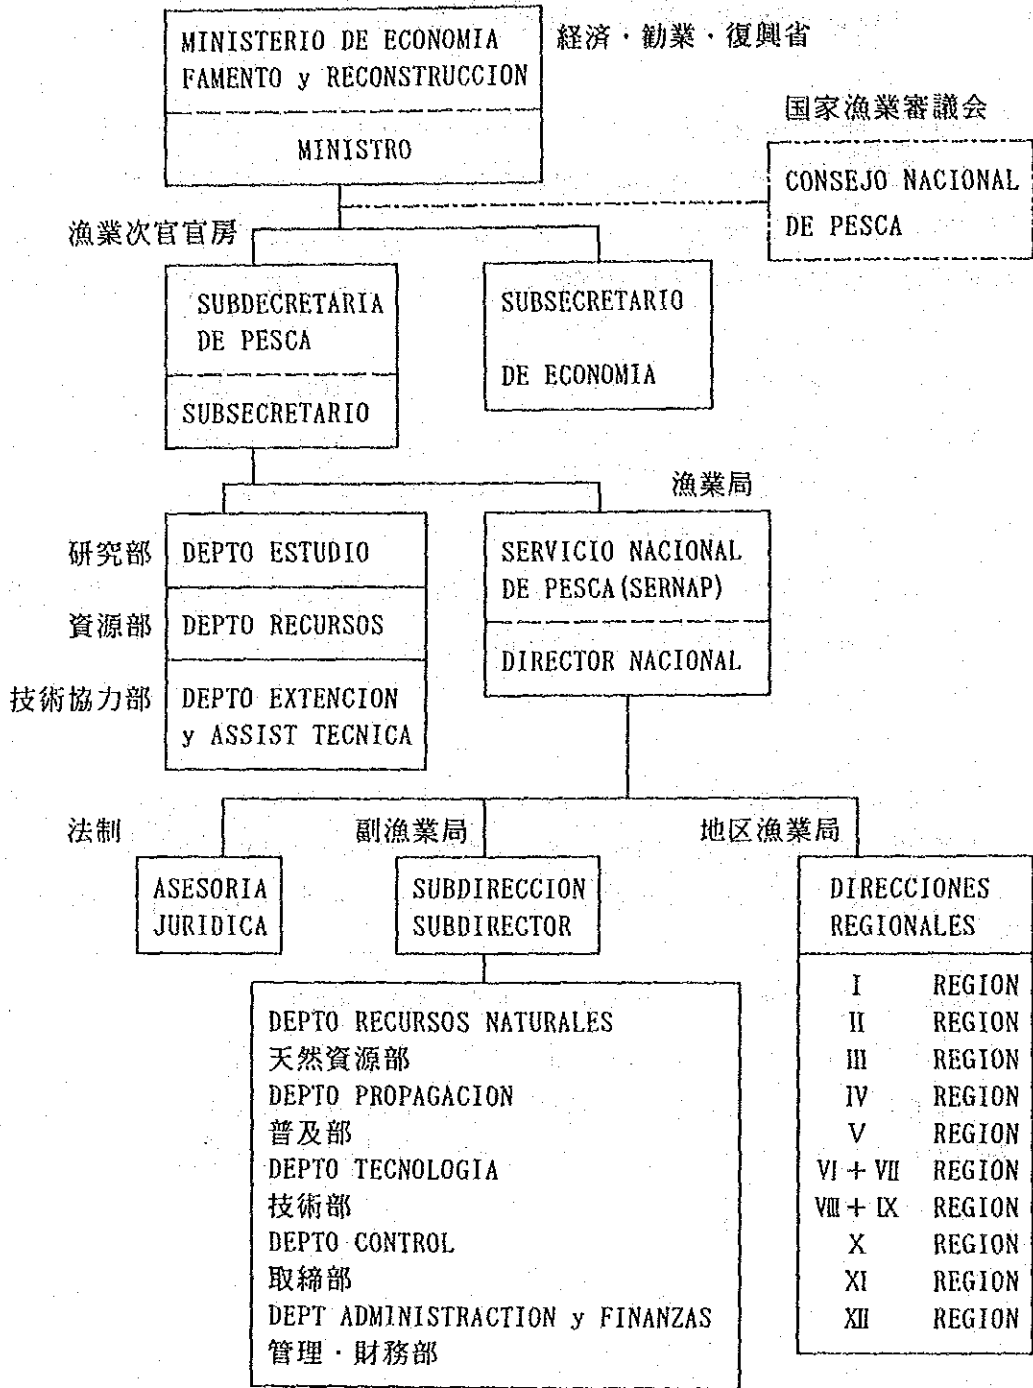 MINISTERIO DE ECONOMIA
FAMENTO y RECONSTRUCCION
MINISTRO
経済・勧業・復興省
国家漁業審議会
CONSEJO NACIONAL
DE PESCA
漁業次官官房
SUBDECRETARIA
DE PESCA
SUBSECRETARIO
SUBSECRETARIO
DE ECONOMIA
漁業局
研究部
DEPTO ESTUDIO
資源部
DEPTO RECURSOS
技術協力部
DEPTO EXTENCION
y ASSIST TECNICA
SERVICIO NACIONAL
DE PESCA (SERNAP)
DIRECTOR NACIONAL
法制
ASESORIA
JURIDICA
副漁業局
SUBDIRECCION
SUBDIRECTOR
DEPTO RECURSOS NATURALES
天然資源部
DEPTO PROPAGACION
普及部
DEPTO TECNOLOGIA
技術部
DEPTO CONTROL
取締部
DEPT ADMINISTRACTION y FINANZAS
管理・財務部
地区漁業局
DIRECCIONES
REGIONALES
I REGION
II REGION
III REGION
IV REGION
V REGION
VI + VII REGION
VIII + IX REGION
X REGION
XI REGION
XII REGION